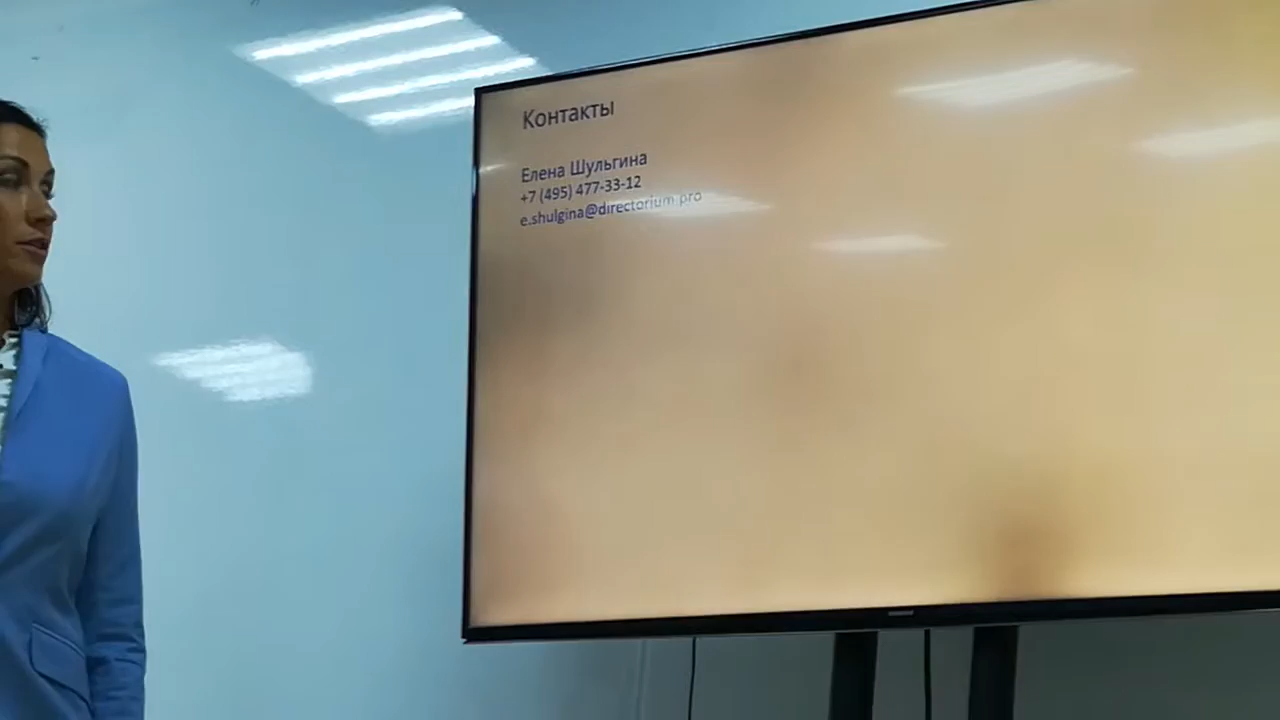 Контакты
Елена Шульгина
+7 (495) 477-33-12
e.shulgina@directorium.pro